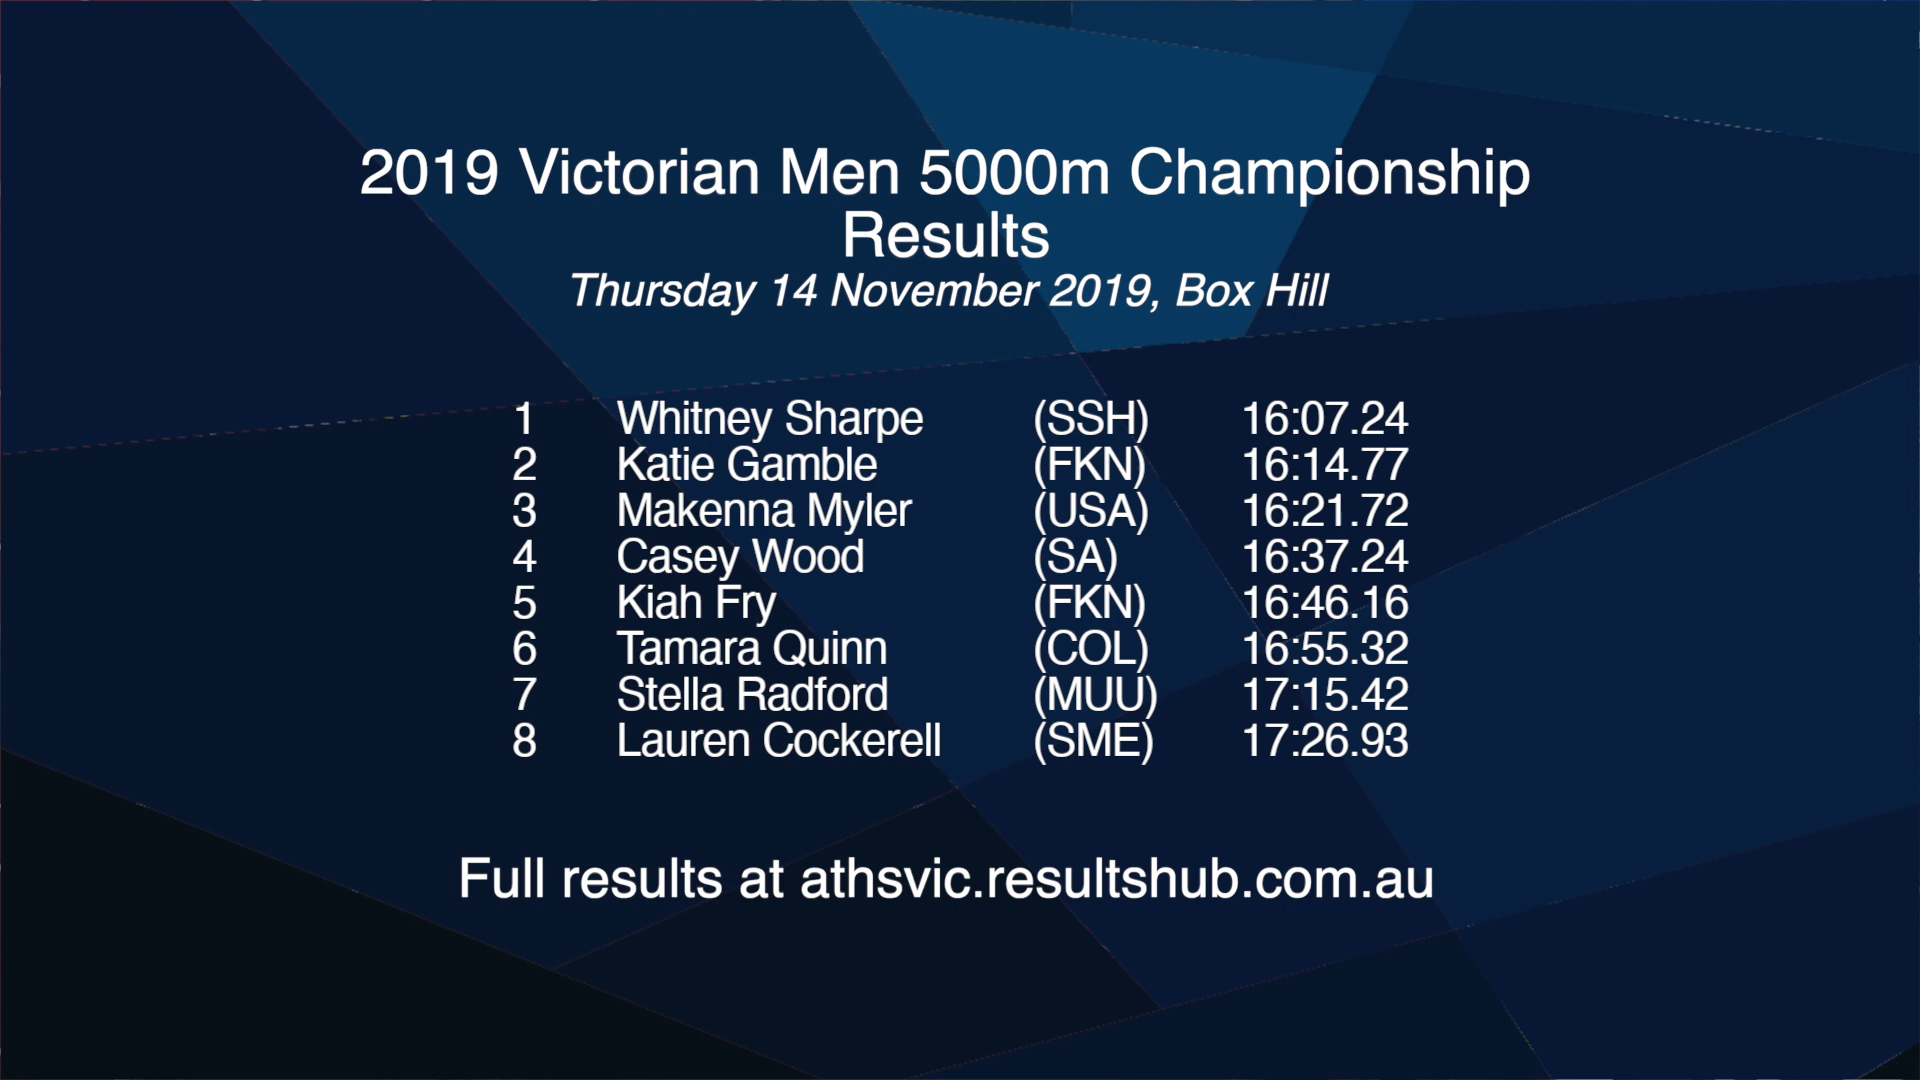 2019 Victorian Men 5000m Championship
Results
Thursday 14 November 2019, Box Hill
1 Whitney Sharpe (SSH) 16:07.24
2 Katie Gamble (FKN) 16:14.77
3 Makenna Myler (USA) 16:21.72
4 Casey Wood (SA) 16:37.24
5 Kiah Fry (FKN) 16:46.16
6 Tamara Quinn (COL) 16:55.32
7 Stella Radford (MUU) 17:15.42
8 Lauren Cockerell (SME) 17:26.93
Full results at athsvic.resultshub.com.au